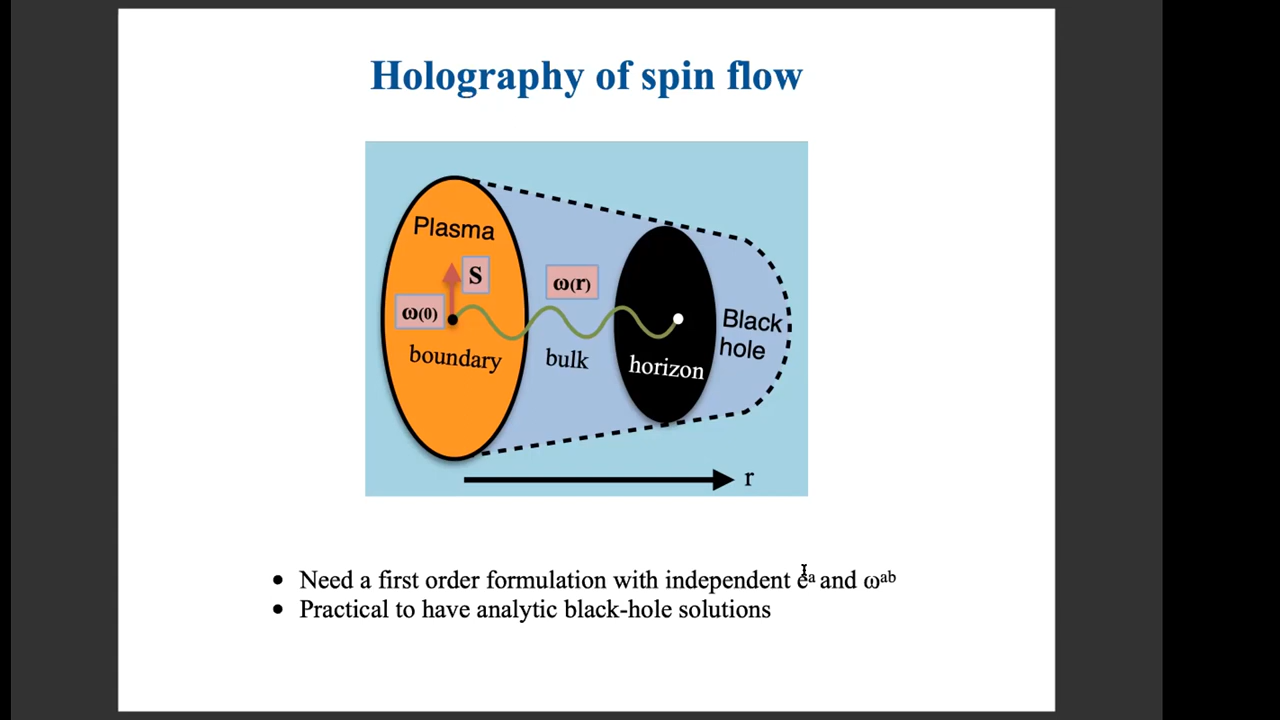 Holography of spin flow
Plasma
S
ω(r)
ω(0)
boundary
bulk
horizon
Black
hole
r
• Need a first order formulation with independent eᵃ and ωᵃᵇ
• Practical to have analytic black-hole solutions